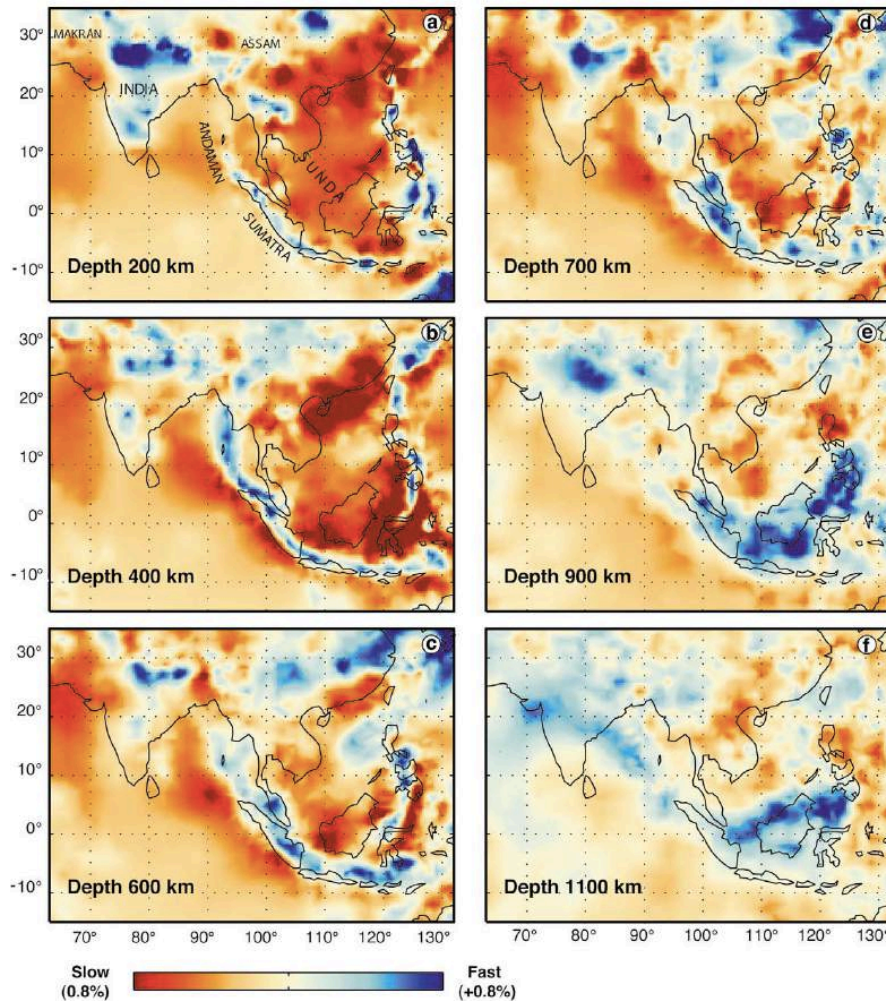 a
MAKRAN
ASSAM
INDIA
ANDAMAN
SUNDA
SUMATRA
30°
20°
10°
0°
-10°
Depth 200 km
d
Depth 700 km
b
30°
20°
10°
0°
-10°
Depth 400 km
e
Depth 900 km
c
30°
20°
10°
0°
-10°
Depth 600 km
f
Depth 1100 km
70° 80° 90° 100° 110° 120° 130°
70° 80° 90° 100° 110° 120° 130°
Slow
(0.8%)
Fast
(+0.8%)